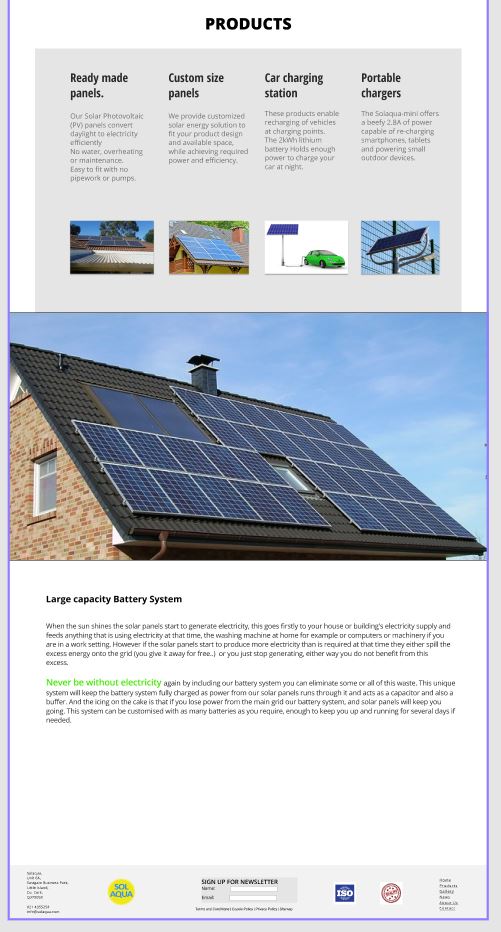 PRODUCTS
Ready made
panels.
Our Solar Photovoltaic
(PV) panels convert
daylight to electricity
efficiently
No water, overheating
or maintenance.
Easy to fit with no
pipework or pumps.
Custom size
panels
We provide customized
solar energy solution to
fit your product design
and available space,
while achieving required
power and efficiency.
Car charging
station
These products enable
recharging of vehicles
at charging points.
The 2kWh lithium
battery Holds enough
power to charge your
car at night.
Portable
chargers
The Solaqua-mini offers
a beefy 2.8A of power
capable of re-charging
smartphones, tablets
and powering small
outdoor devices.
Large capacity Battery System
When the sun shines the solar panels start to generate electricity, this goes firstly to your house or building's electricity supply and
feeds anything that is using electricity at that time, the washing machine at home for example or computers or machinery if you
are in a work setting. However if the solar panels start to produce more electricity than is required at that time they either spill the
excess energy onto the grid (you give it away for free..) or you just stop generating, either way you do not benefit from this
excess.
Never be without electricity again by including our battery system you can eliminate some or all of this waste. This unique
system will keep the battery system fully charged as power from our solar panels runs through it and acts as a capacitor and also a
buffer. And the icing on the cake is that if you lose power from the main grid our battery system, and solar panels will keep you
going. This system can be customised with as many batteries as you require, enough to keep you up and running for several days if
needed.
Solaqua,
Unit 6A,
Eastgate Business Park,
Little Island,
Co. Cork.
021 4355254
info@solaqua.com
SOL
AQUA
SIGN UP FOR NEWSLETTER
Name:
Email:
Terms and Conditions | Cookie Policy | Privacy Policy | Sitemap
ISO
Home
Products
Gallery
News
About Us
Contact